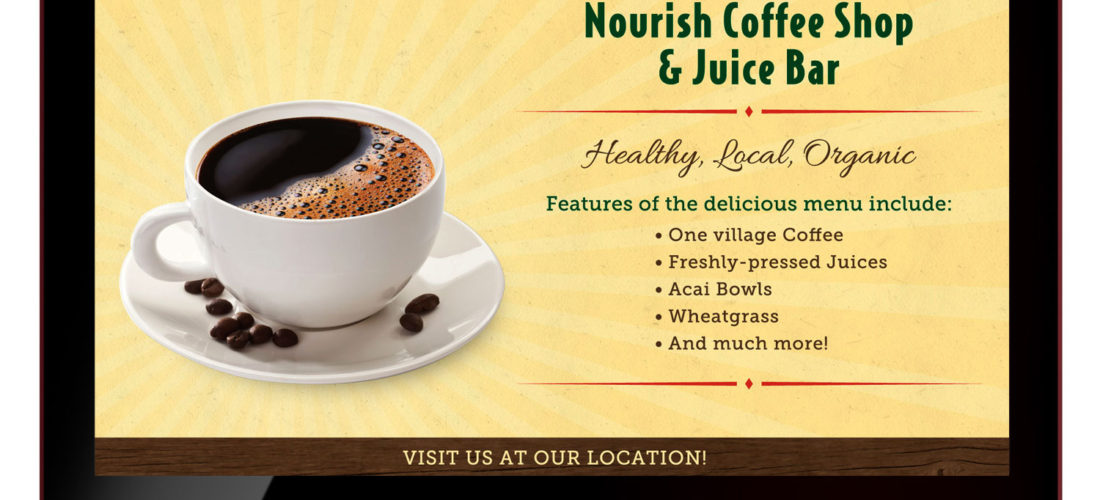 Nourish Coffee Shop
& Juice Bar
Healthy, Local, Organic
Features of the delicious menu include:
• One village Coffee
• Freshly-pressed Juices
• Acai Bowls
• Wheatgrass
• And much more!
VISIT US AT OUR LOCATION!